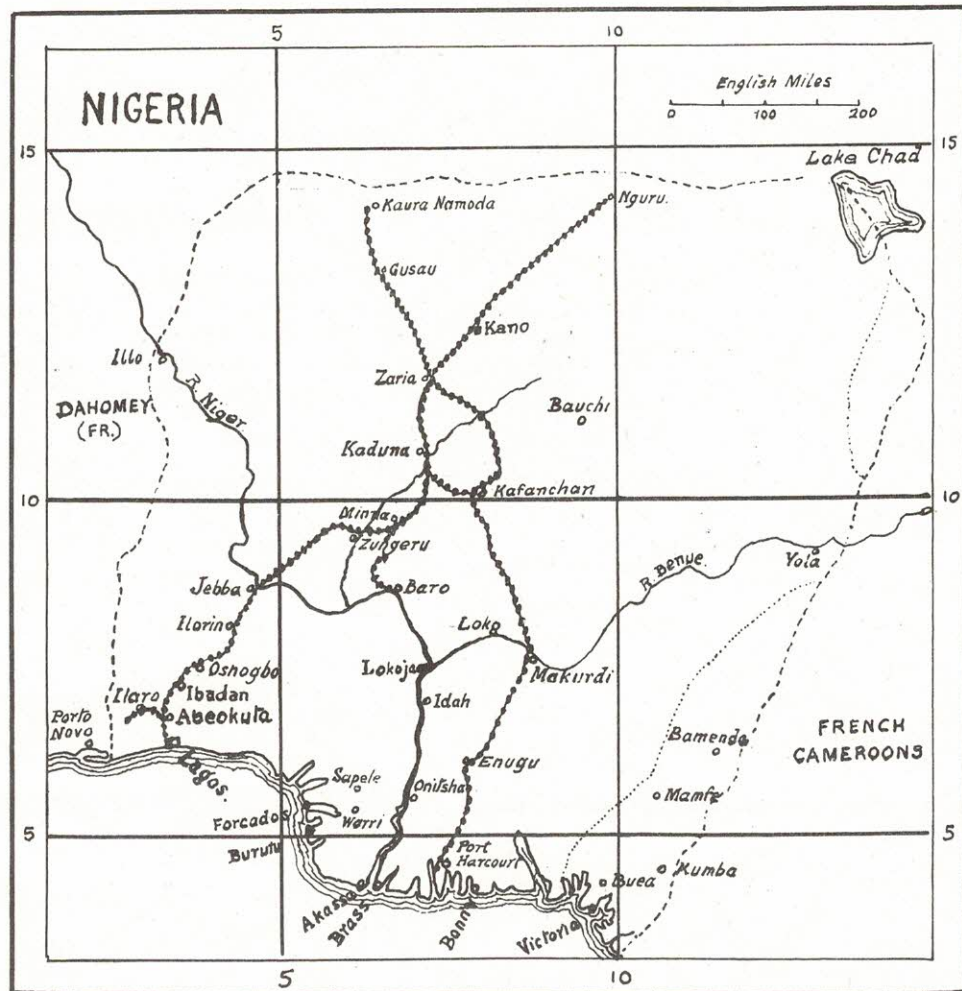 5
10
NIGERIA
English Miles
0
100
200
15
15
Lake Chad
Kaura Namoda
Nguru.
Gusau
Kano
Illo
Zaria
R. Niger.
DAHOMEY
(FR.)
Bauchi
Kaduna
Kafanchan
10
10
Minna
Zungeru
Yola
R. Benue.
Jebba
Baro
Ilorin
Loko
Oshogbo
Lokoja
Makurdi
Ibadan
Idah
Ilaro
Abeokuta
Porto
Novo
Bamenda
FRENCH
CAMEROONS
Lagos.
Enugu
Sapele
Onitsha
Mamfe
Warri
Forcados
5
5
Burutu
Port
Harcourt
Buea
Kumba
Akassa
Brass
Bonny
Victoria
5
10